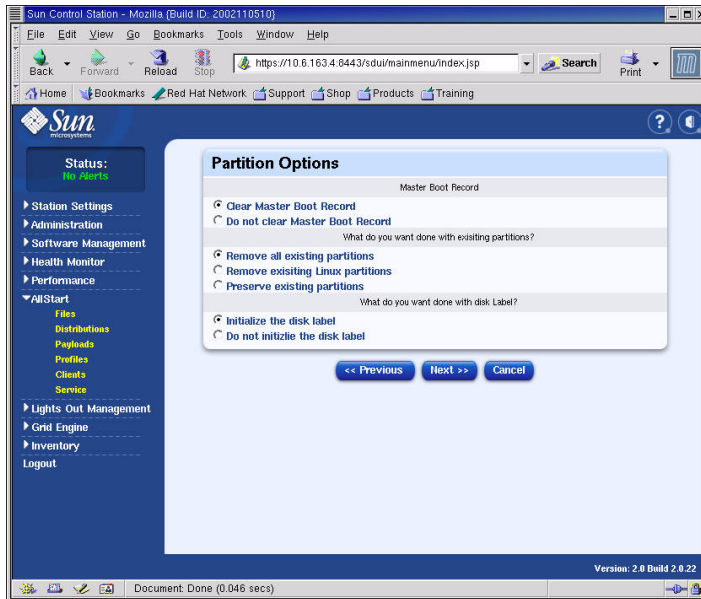 Sun Control Station - Mozilla {Build ID: 2002110510}
File Edit View Go Bookmarks Tools Window Help
Back Forward Reload Stop https://10.6.163.4:8443/sdui/mainmenu/index.jsp Search Print
Home Bookmarks Red Hat Network Support Shop Products Training
Sun
microsystems
?
Status:
No Alerts
Station Settings
Administration
Software Management
Health Monitor
Performance
AllStart
Files
Distributions
Payloads
Profiles
Clients
Service
Lights Out Management
Grid Engine
Inventory
Logout
Partition Options
Master Boot Record
Clear Master Boot Record
Do not clear Master Boot Record
What do you want done with exisiting partitions?
Remove all existing partitions
Remove exisiting Linux partitions
Preserve existing partitions
What do you want done with disk Label?
Initialize the disk label
Do not initizlie the disk label
<< Previous Next >> Cancel
Version: 2.0 Build 2.0.22
Document: Done (0.046 secs)